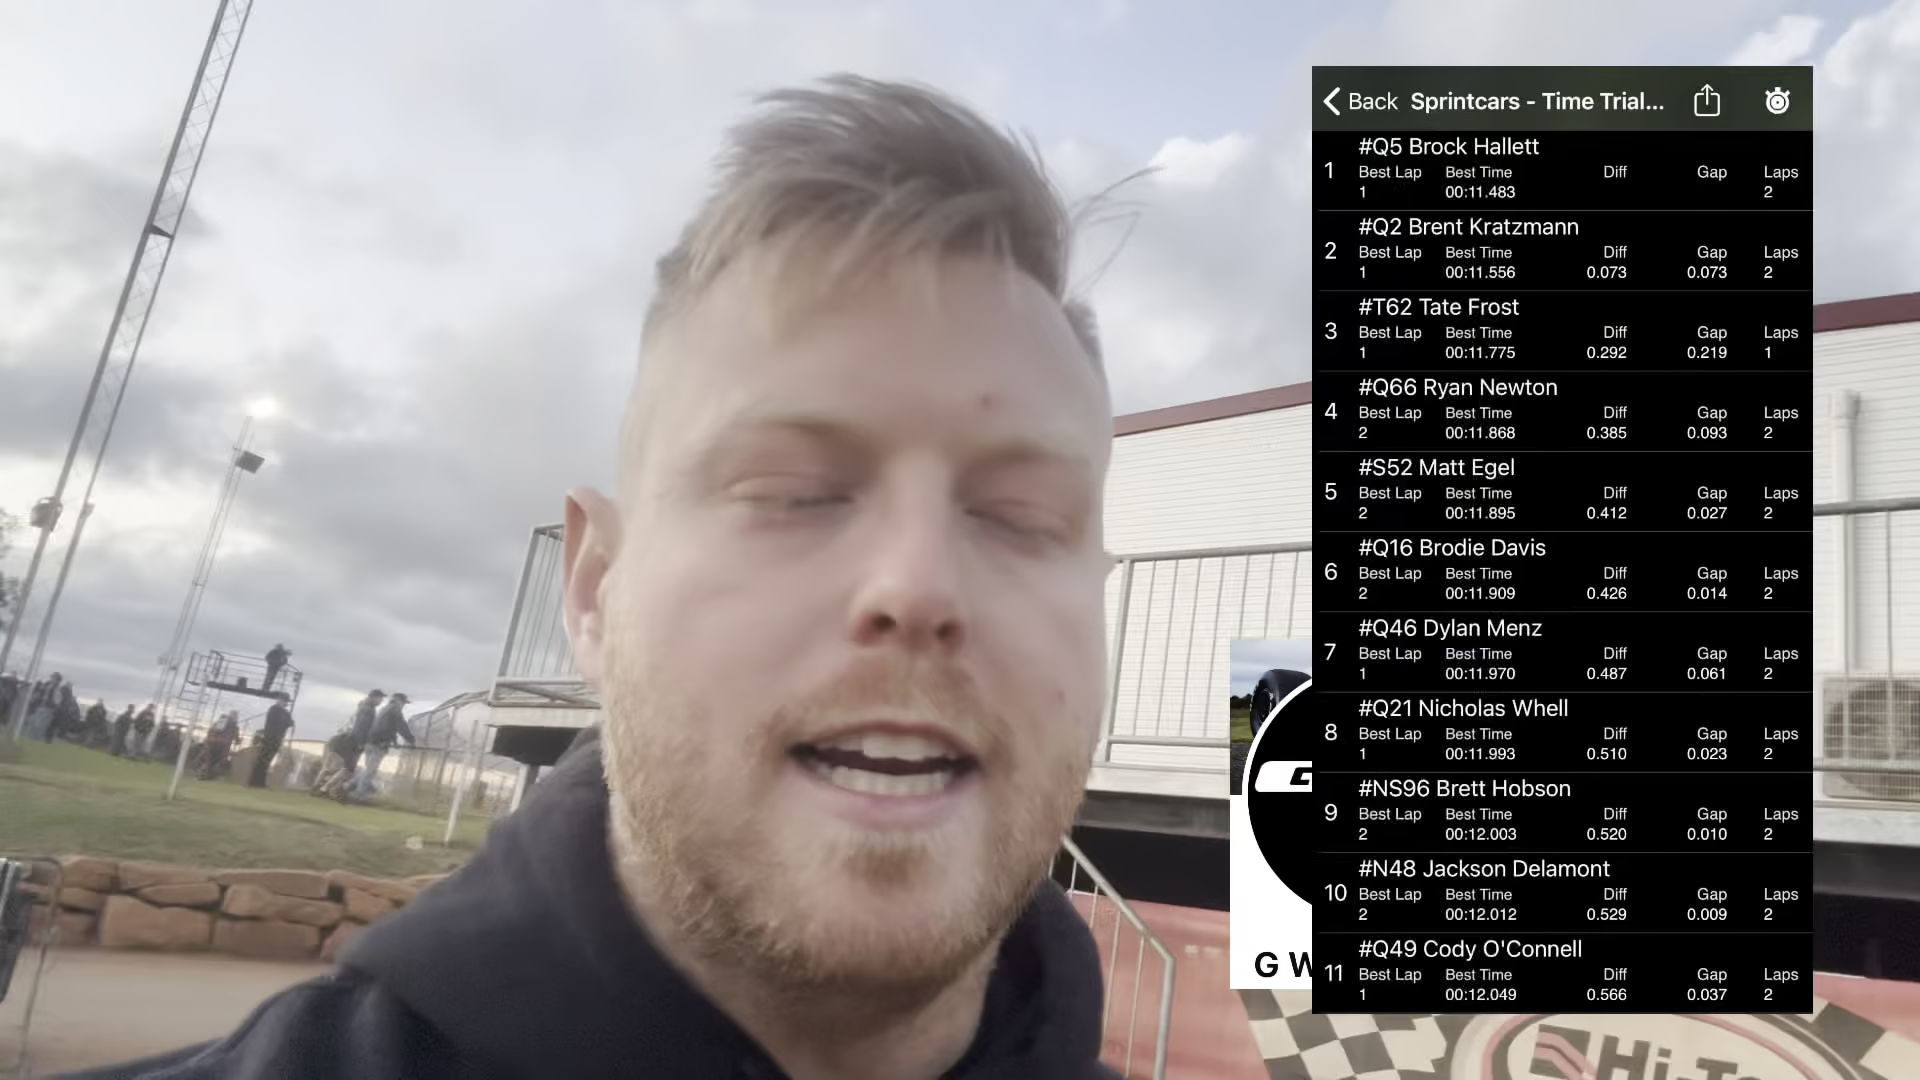 Back Sprintcars - Time Trial...
#Q5 Brock Hallett
1 Best Lap Best Time Diff Gap Laps
1 00:11.483 2
#Q2 Brent Kratzmann
2 Best Lap Best Time Diff Gap Laps
1 00:11.556 0.073 0.073 2
#T62 Tate Frost
3 Best Lap Best Time Diff Gap Laps
1 00:11.775 0.292 0.219 1
#Q66 Ryan Newton
4 Best Lap Best Time Diff Gap Laps
2 00:11.868 0.385 0.093 2
#S52 Matt Egel
5 Best Lap Best Time Diff Gap Laps
2 00:11.895 0.412 0.027 2
#Q16 Brodie Davis
6 Best Lap Best Time Diff Gap Laps
2 00:11.909 0.426 0.014 2
#Q46 Dylan Menz
7 Best Lap Best Time Diff Gap Laps
1 00:11.970 0.487 0.061 2
#Q21 Nicholas Whell
8 Best Lap Best Time Diff Gap Laps
1 00:11.993 0.510 0.023 2
#NS96 Brett Hobson
9 Best Lap Best Time Diff Gap Laps
2 00:12.003 0.520 0.010 2
#N48 Jackson Delamont
10 Best Lap Best Time Diff Gap Laps
2 00:12.012 0.529 0.009 2
#Q49 Cody O'Connell
11 Best Lap Best Time Diff Gap Laps
1 00:12.049 0.566 0.037 2
G W